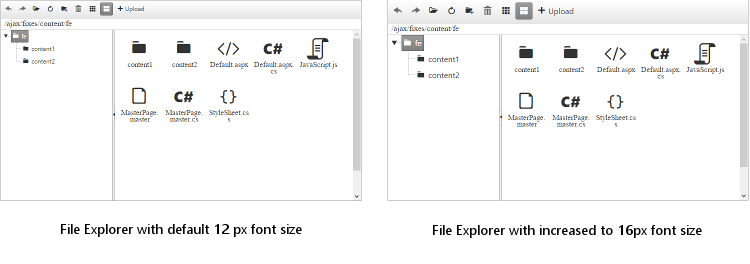 Upload
/ajax/fixes/content/fe
fe
content1
content2
content1
content2
Default.aspx
Default.aspx.
cs
JavaScript.js
MasterPage.
master
MasterPage.
master.cs
StyleSheet.cs
s
File Explorer with default 12 px font size
Upload
/ajax/fixes/content/fe
fe
content1
content2
content1
content2
Default.aspx
Default.aspx.
cs
JavaScript.js
MasterPage.
master
MasterPage.
master.cs
StyleSheet.cs
s
File Explorer with increased to 16px font size